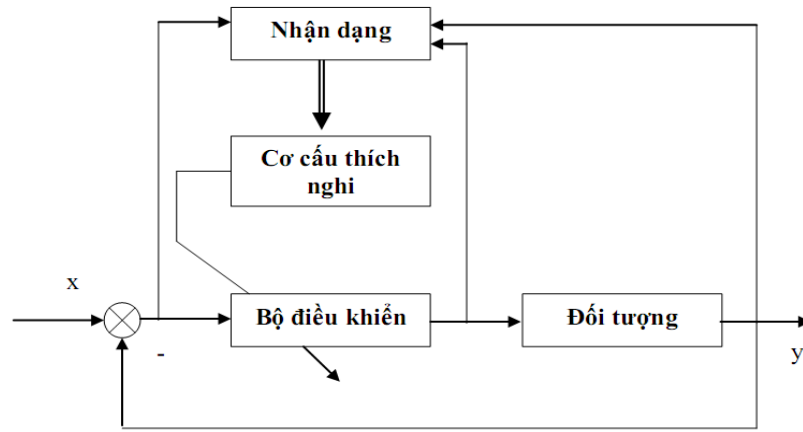 Nhận dạng
Cơ cấu thích
nghi
x
Bộ điều khiển
Đối tượng
-
y